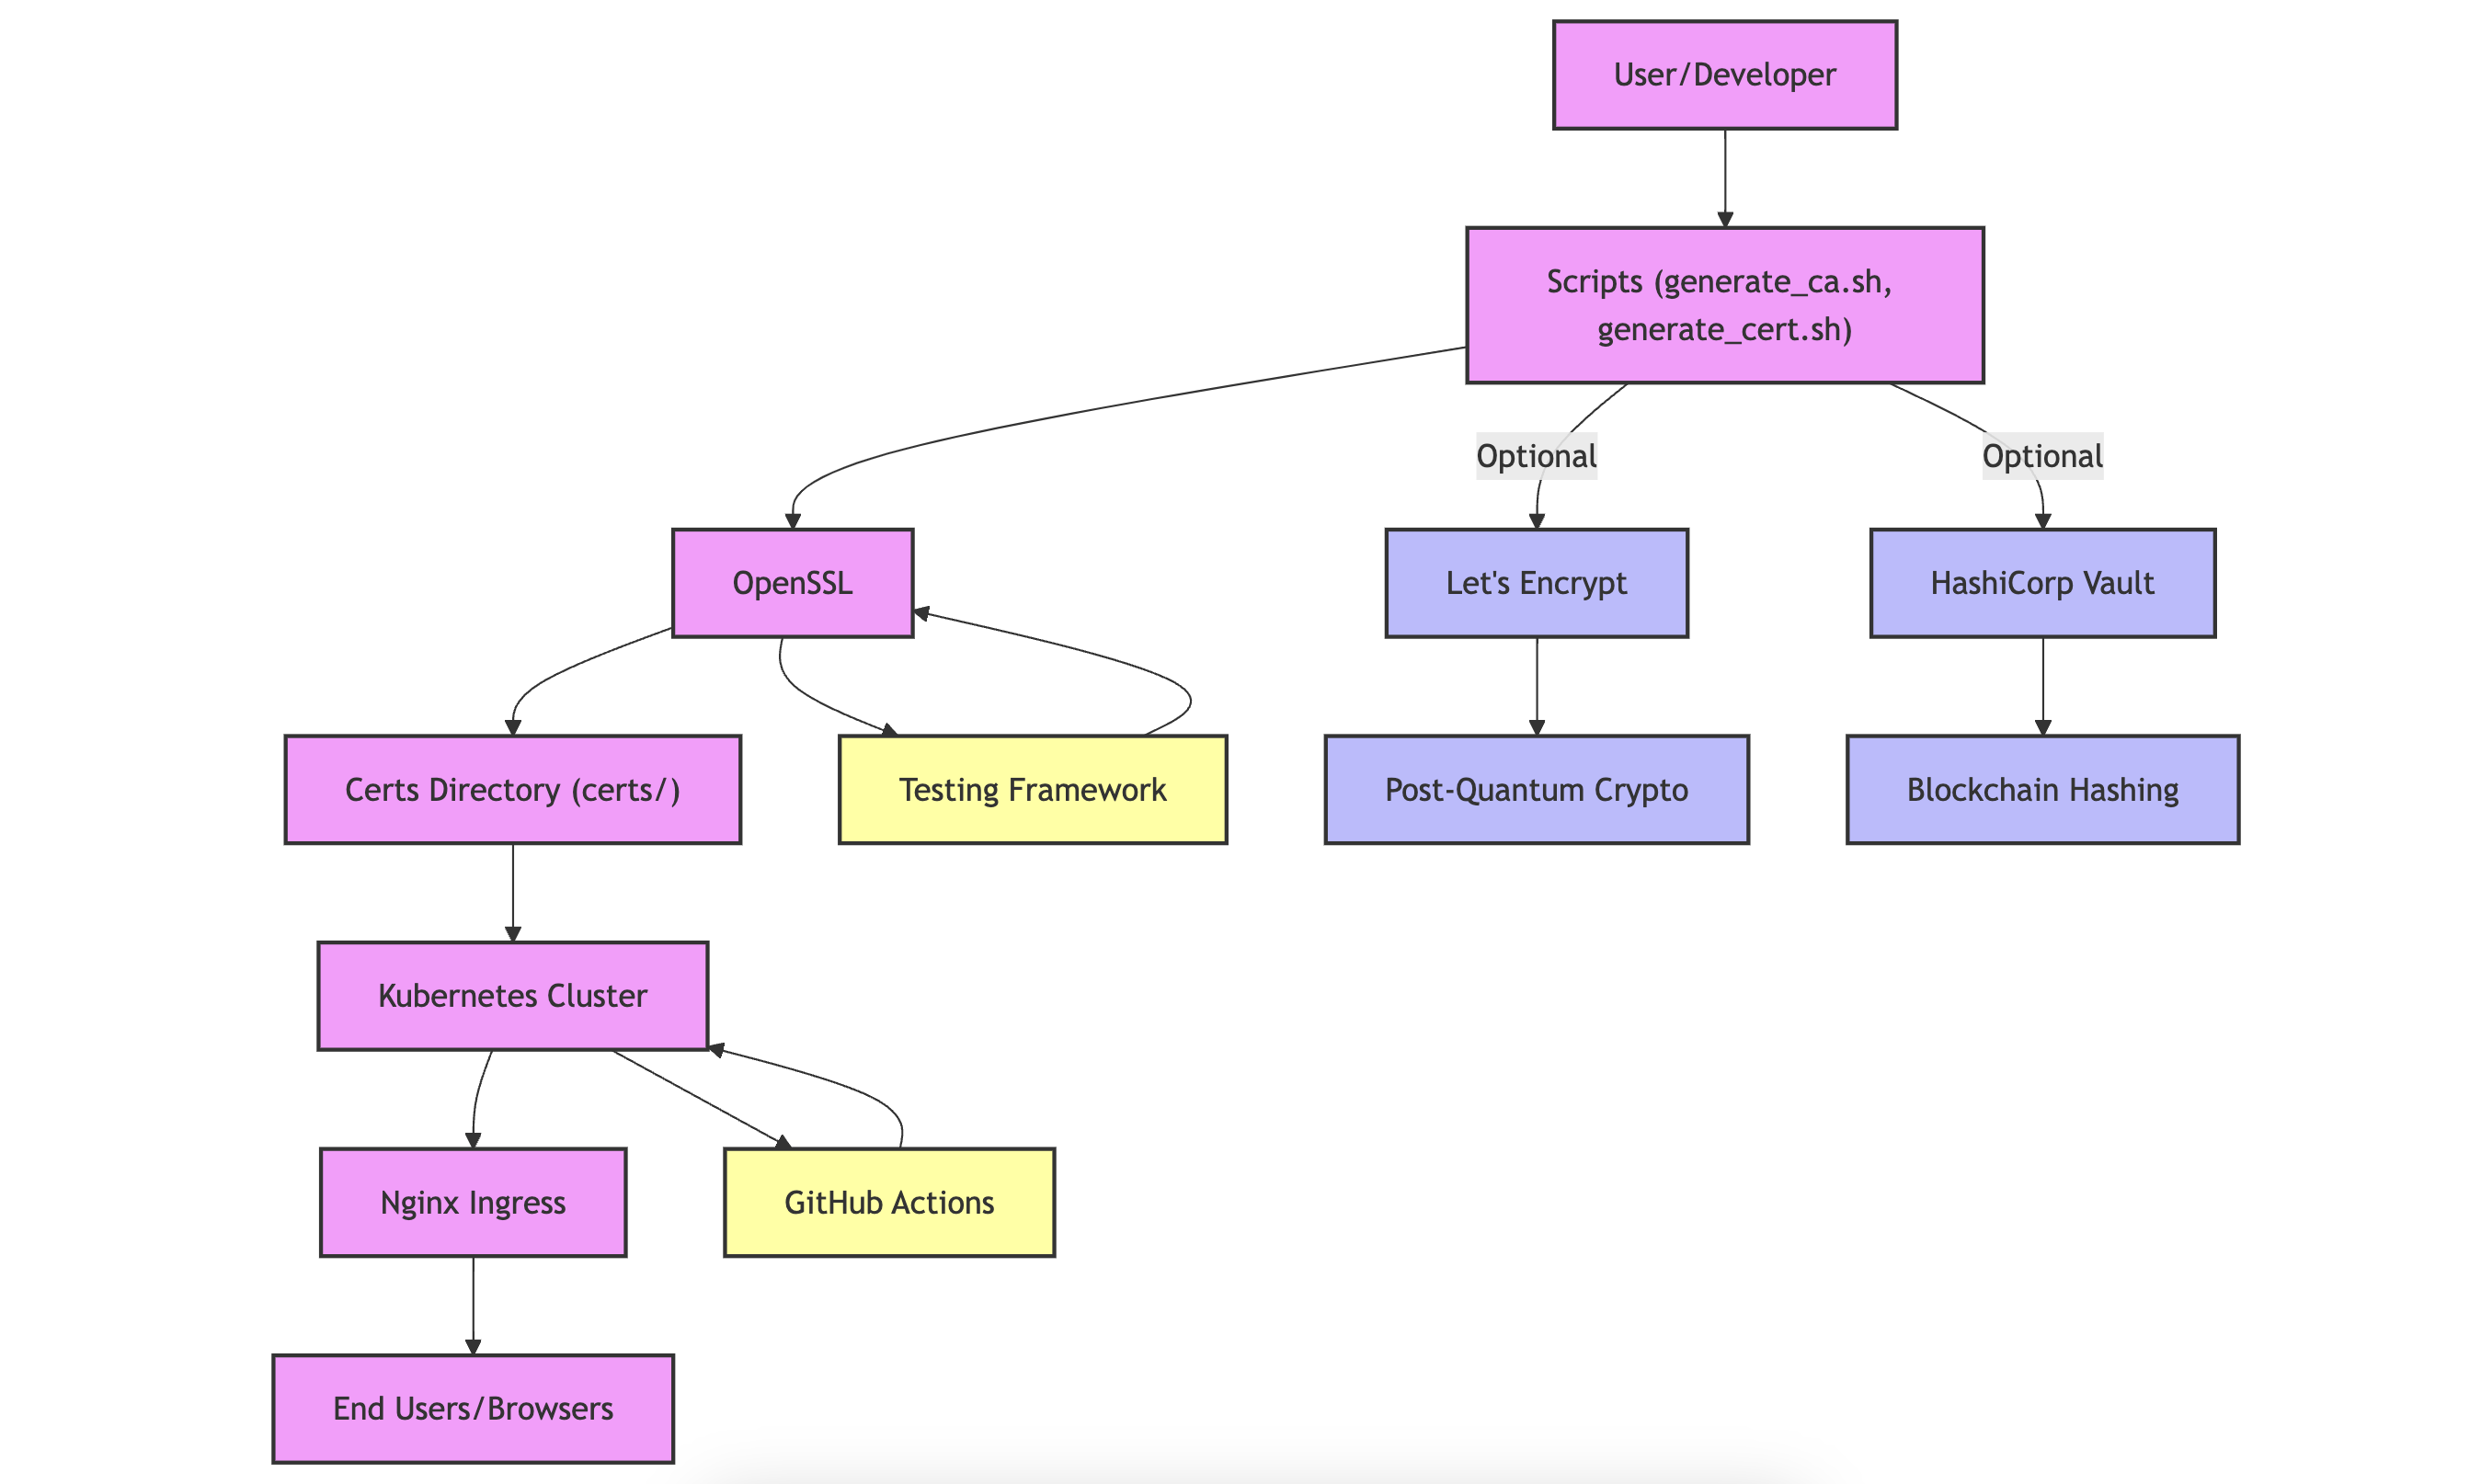 User/Developer
Scripts (generate_ca.sh,
generate_cert.sh)
Optional
Optional
OpenSSL
Let's Encrypt
HashiCorp Vault
Certs Directory (certs/)
Testing Framework
Post-Quantum Crypto
Blockchain Hashing
Kubernetes Cluster
Nginx Ingress
GitHub Actions
End Users/Browsers